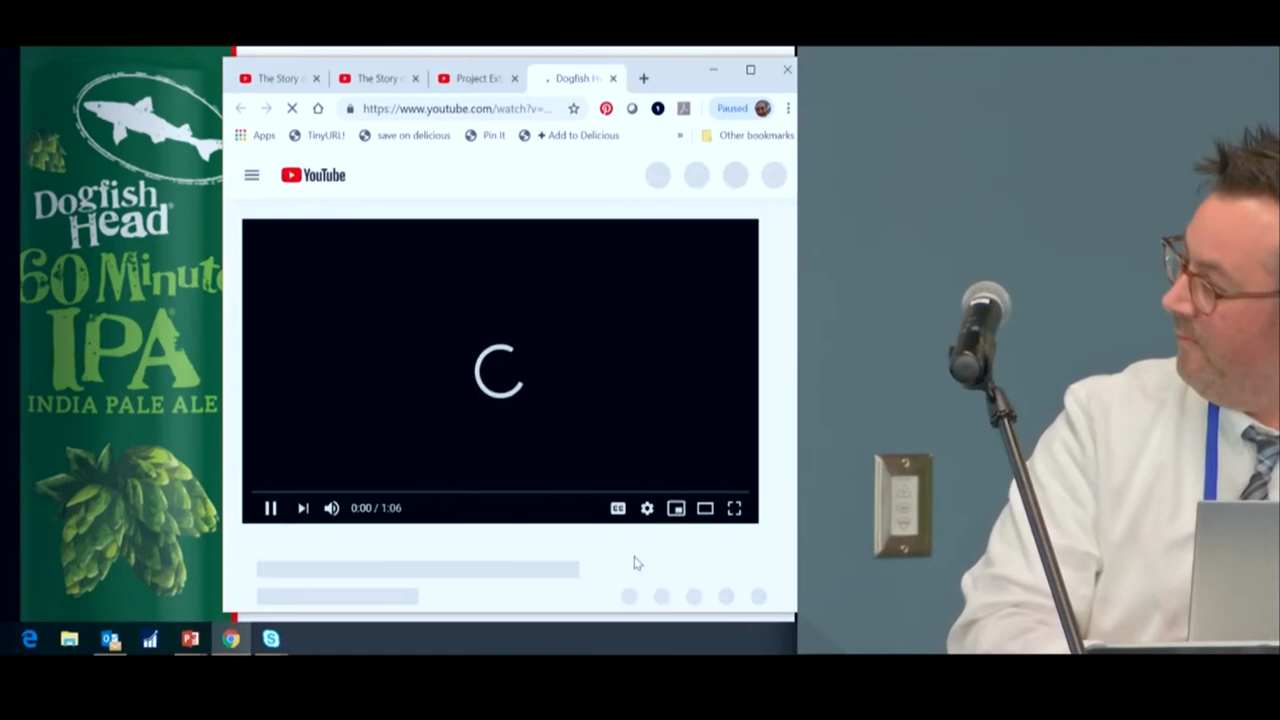 The Story
The Story
Project Ex
Dogfish H
https://www.youtube.com/watch?v=...
Paused
Apps
TinyURL!
save on delicious
Pin It
+ Add to Delicious
»
Other bookmarks
YouTube
Dogfish
Head
60 Minute
IPA
INDIA PALE ALE
0:00 / 1:06